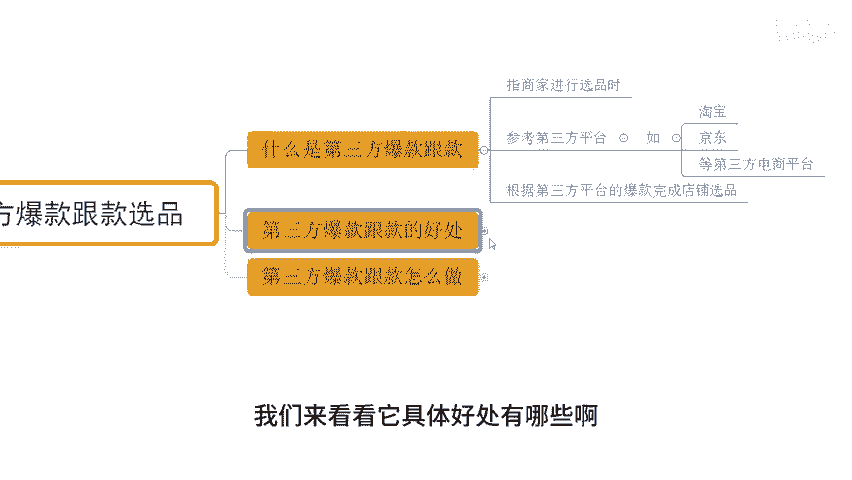 方爆款跟款选品
什么是第三方爆款跟款
指商家进行选品时
参考第三方平台
如
淘宝
京东
等第三方电商平台
根据第三方平台的爆款完成店铺选品
第三方爆款跟款的好处
第三方爆款跟款怎么做
我们来看看它具体好处有哪些啊